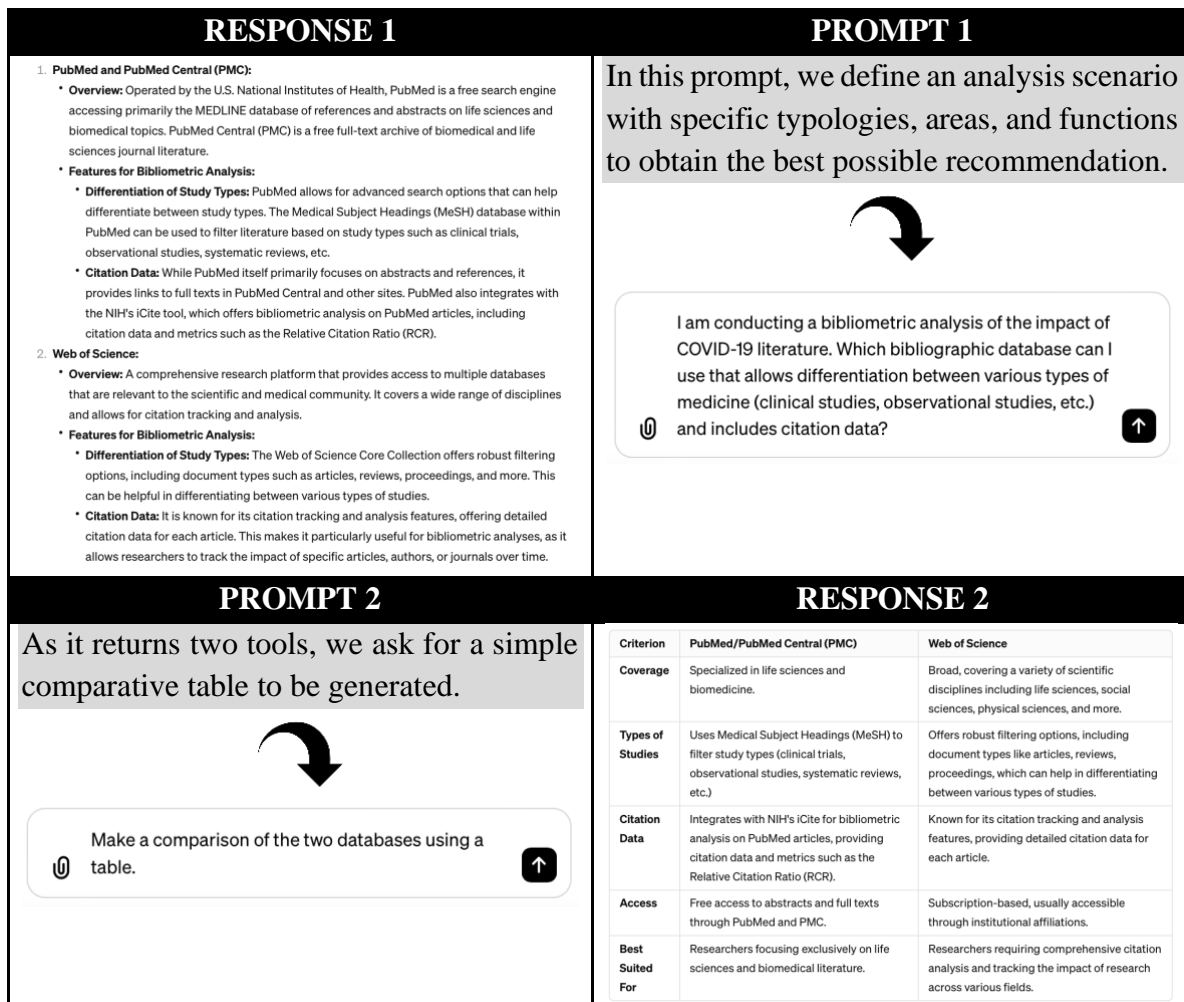 RESPONSE 1
1. PubMed and PubMed Central (PMC):
• Overview: Operated by the U.S. National Institutes of Health, PubMed is a free search engine
accessing primarily the MEDLINE database of references and abstracts on life sciences and
biomedical topics. PubMed Central (PMC) is a free full-text archive of biomedical and life
sciences journal literature.
• Features for Bibliometric Analysis:
• Differentiation of Study Types: PubMed allows for advanced search options that can help
differentiate between study types. The Medical Subject Headings (MeSH) database within
PubMed can be used to filter literature based on study types such as clinical trials,
observational studies, systematic reviews, etc.
• Citation Data: While PubMed itself primarily focuses on abstracts and references, it
provides links to full texts in PubMed Central and other sites. PubMed also integrates with
the NIH's iCite tool, which offers bibliometric analysis on PubMed articles, including
citation data and metrics such as the Relative Citation Ratio (RCR).
2. Web of Science:
• Overview: A comprehensive research platform that provides access to multiple databases
that are relevant to the scientific and medical community. It covers a wide range of disciplines
and allows for citation tracking and analysis.
• Features for Bibliometric Analysis:
• Differentiation of Study Types: The Web of Science Core Collection offers robust filtering
options, including document types such as articles, reviews, proceedings, and more. This
can be helpful in differentiating between various types of studies.
• Citation Data: It is known for its citation tracking and analysis features, offering detailed
citation data for each article. This makes it particularly useful for bibliometric analyses, as it
allows researchers to track the impact of specific articles, authors, or journals over time.
PROMPT 1
In this prompt, we define an analysis scenario
with specific typologies, areas, and functions
to obtain the best possible recommendation.
I am conducting a bibliometric analysis of the impact of
COVID-19 literature. Which bibliographic database can I
use that allows differentiation between various types of
medicine (clinical studies, observational studies, etc.)
and includes citation data?
PROMPT 2
As it returns two tools, we ask for a simple
comparative table to be generated.
Make a comparison of the two databases using a
table.
RESPONSE 2
Criterion PubMed/PubMed Central (PMC) Web of Science
Coverage Specialized in life sciences and Broad, covering a variety of scientific
biomedicine. disciplines including life sciences, social
sciences, physical sciences, and more.
Types of Uses Medical Subject Headings (MeSH) to Offers robust filtering options, including
Studies filter study types (clinical trials, document types like articles, reviews,
observational studies, systematic reviews, proceedings, which can help in differentiating
etc.) between various types of studies.
Citation Integrates with NIH's iCite for bibliometric Known for its citation tracking and analysis
Data analysis on PubMed articles, providing features, providing detailed citation data for
citation data and metrics such as the each article.
Relative Citation Ratio (RCR).
Access Free access to abstracts and full texts Subscription-based, usually accessible
through PubMed and PMC. through institutional affiliations.
Best Researchers focusing exclusively on life Researchers requiring comprehensive citation
Suited sciences and biomedical literature. analysis and tracking the impact of research
For across various fields.